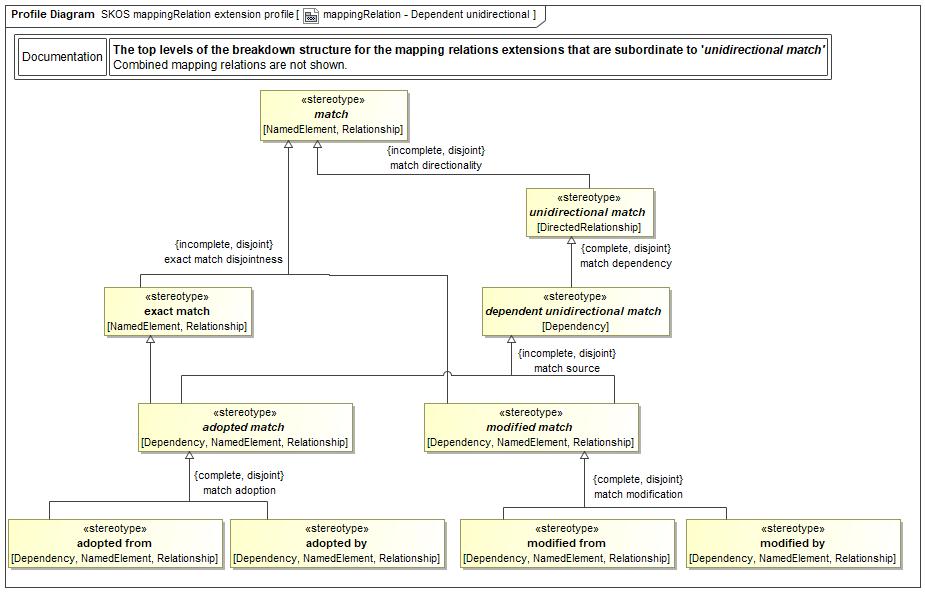 Profile Diagram SKOS mappingRelation extension profile [ mappingRelation - Dependent unidirectional ]
Documentation
The top levels of the breakdown structure for the mapping relations extensions that are subordinate to 'unidirectional match'
Combined mapping relations are not shown.
«stereotype»
match
[NamedElement, Relationship]
{incomplete, disjoint}
match directionality
«stereotype»
unidirectional match
[DirectedRelationship]
{incomplete, disjoint}
exact match disjointness
{complete, disjoint}
match dependency
«stereotype»
exact match
[NamedElement, Relationship]
«stereotype»
dependent unidirectional match
[Dependency]
{incomplete, disjoint}
match source
«stereotype»
adopted match
[Dependency, NamedElement, Relationship]
«stereotype»
modified match
[Dependency, NamedElement, Relationship]
{complete, disjoint}
match adoption
{complete, disjoint}
match modification
«stereotype»
adopted from
[Dependency, NamedElement, Relationship]
«stereotype»
adopted by
[Dependency, NamedElement, Relationship]
«stereotype»
modified from
[Dependency, NamedElement, Relationship]
«stereotype»
modified by
[Dependency, NamedElement, Relationship]